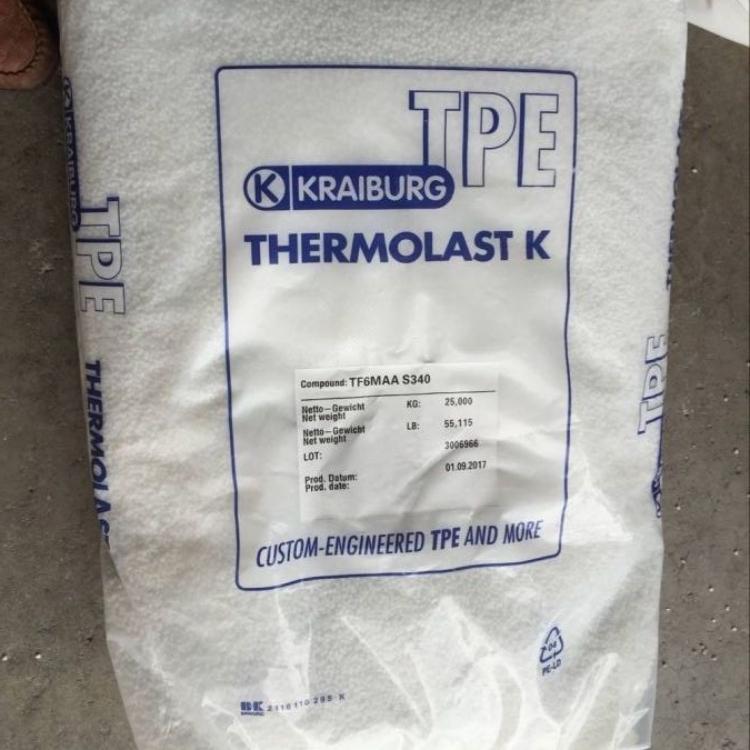 TPE
K KRAIBURG
THERMOLAST K
Compound: TF6MAA S340
Netto-Gewicht KG: 25,000
Net weight
Netto-Gewicht LB: 55,115
Net weight
LOT: 3006966
Prod. Datum: 01.09.2017
Prod. date:
CUSTOM-ENGINEERED TPE AND MORE
04
PE-LD
K KRAIBURG
TPE
THERMOLAST
TPE